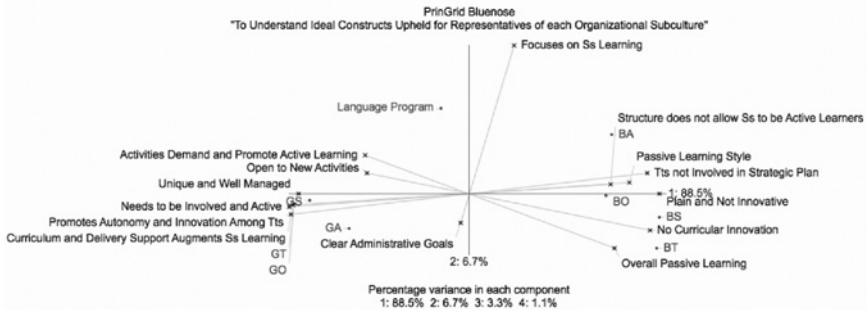 PrinGrid Bluenose
"To Understand Ideal Constructs Upheld for Representatives of each Organizational Subculture"
Focuses on Ss Learning
Language Program
Structure does not allow Ss to be Active Learners
BA
Activities Demand and Promote Active Learning
Passive Learning Style
Open to New Activities
Tts not Involved in Strategic Plan
Unique and Well Managed
1: 88.5%
GS
BO
Plain and Not Innovative
Needs to be Involved and Active
BS
Promotes Autonomy and Innovation Among Tts
GA
No Curricular Innovation
Curriculum and Delivery Support Augments Ss Learning
Clear Administrative Goals
BT
GT
2: 6.7%
Overall Passive Learning
GO
Percentage variance in each component
1: 88.5% 2: 6.7% 3: 3.3% 4: 1.1%